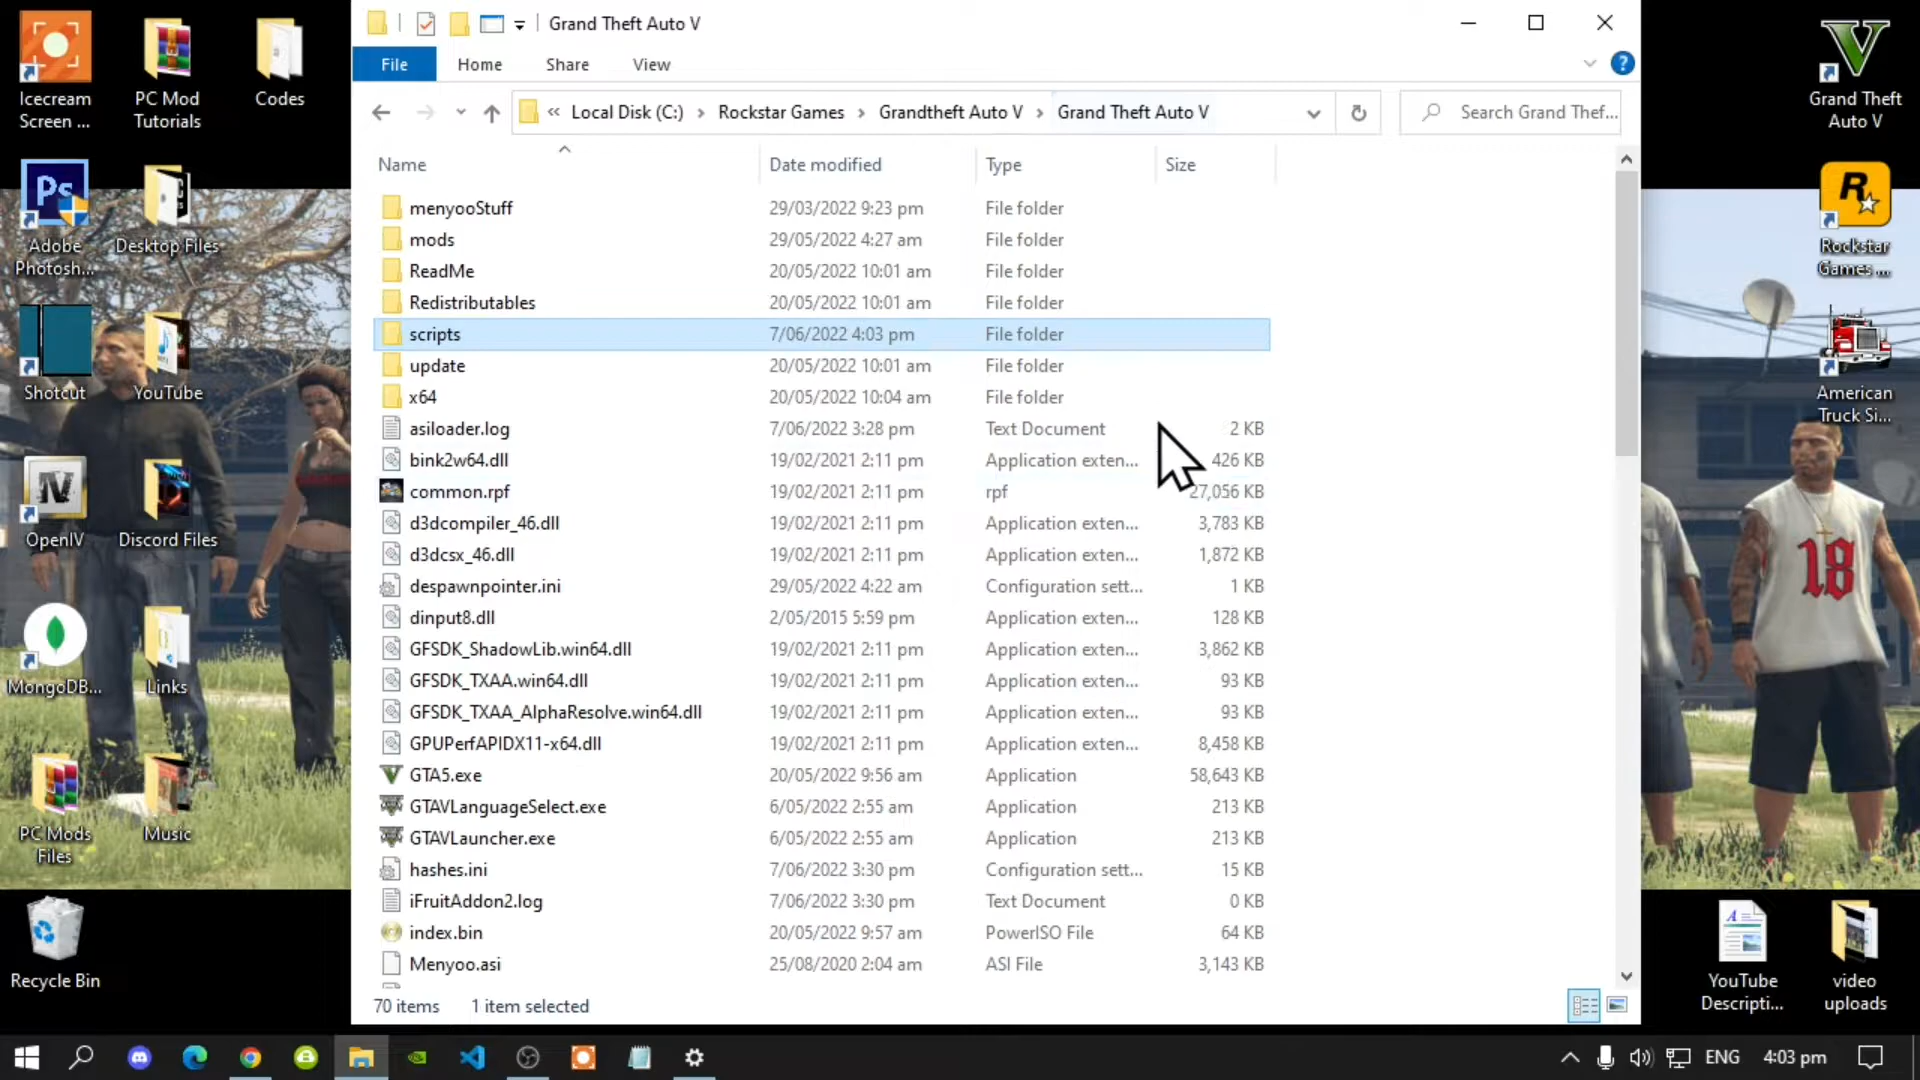 Grand Theft Auto V
File
Home
Share
View
« Local Disk (C:) › Rockstar Games › Grandtheft Auto V › Grand Theft Auto V
Search Grand Thef...
Name Date modified Type Size
menyooStuff 29/03/2022 9:23 pm File folder
mods 29/05/2022 4:27 am File folder
ReadMe 20/05/2022 10:01 am File folder
Redistributables 20/05/2022 10:01 am File folder
scripts 7/06/2022 4:03 pm File folder
update 20/05/2022 10:01 am File folder
x64 20/05/2022 10:04 am File folder
asiloader.log 7/06/2022 3:28 pm Text Document 2 KB
bink2w64.dll 19/02/2021 2:11 pm Application exten... 426 KB
common.rpf 19/02/2021 2:11 pm rpf 27,056 KB
d3dcompiler_46.dll 19/02/2021 2:11 pm Application exten... 3,783 KB
d3dcsx_46.dll 19/02/2021 2:11 pm Application exten... 1,872 KB
despawnpointer.ini 29/05/2022 4:22 am Configuration sett... 1 KB
dinput8.dll 2/05/2015 5:59 pm Application exten... 128 KB
GFSDK_ShadowLib.win64.dll 19/02/2021 2:11 pm Application exten... 3,862 KB
GFSDK_TXAA.win64.dll 19/02/2021 2:11 pm Application exten... 93 KB
GFSDK_TXAA_AlphaResolve.win64.dll 19/02/2021 2:11 pm Application exten... 93 KB
GPUPerfAPIDX11-x64.dll 19/02/2021 2:11 pm Application exten... 8,458 KB
GTA5.exe 20/05/2022 9:56 am Application 58,643 KB
GTAVLanguageSelect.exe 6/05/2022 2:55 am Application 213 KB
GTAVLauncher.exe 6/05/2022 2:55 am Application 213 KB
hashes.ini 7/06/2022 3:30 pm Configuration sett... 15 KB
iFruitAddon2.log 7/06/2022 3:30 pm Text Document 0 KB
index.bin 20/05/2022 9:57 am PowerISO File 64 KB
Menyoo.asi 25/08/2020 2:04 am ASI File 3,143 KB
70 items 1 item selected
Icecream
Screen ...
PC Mod
Tutorials
Codes
Ps
Adobe
Photosh...
Desktop Files
Shotcut
YouTube
IV
OpenIV
Discord Files
MongoDB...
Links
PC Mods
Files
Music
Recycle Bin
V
Grand Theft
Auto V
R
Rockstar
Games ...
American
Truck Si...
18
YouTube
Descripti...
video
uploads
ENG
4:03 pm